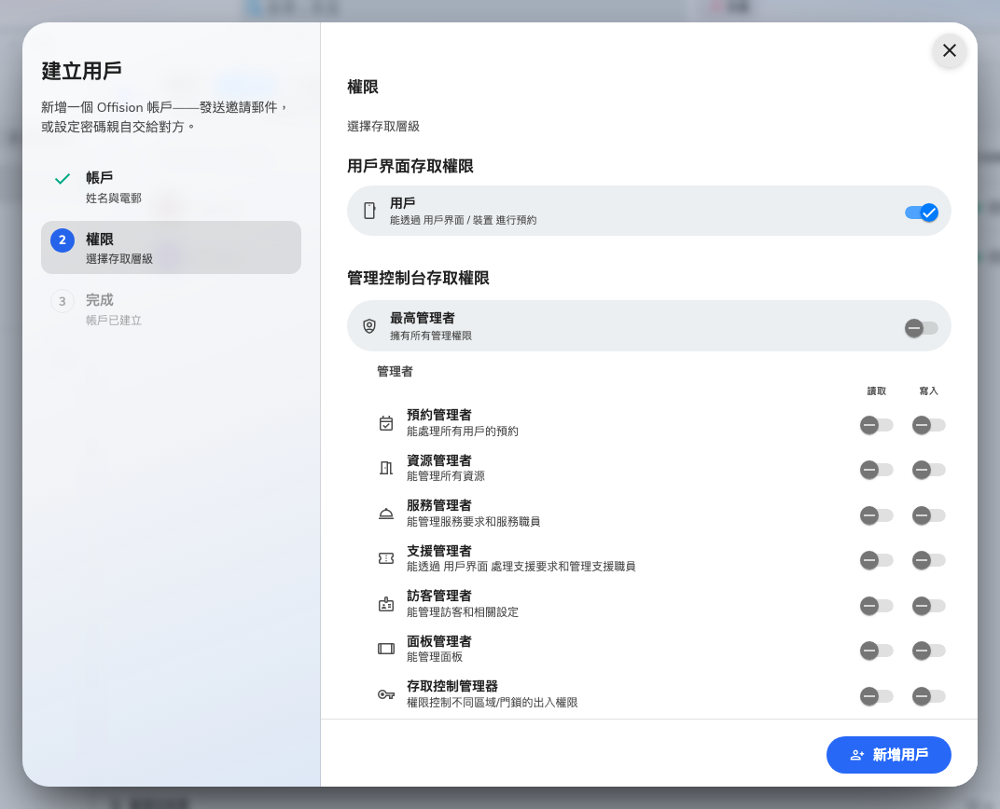 建立用戶
新增一個 Offision 帳戶——發送邀請郵件，
或設定密碼親自交給對方。
帳戶
姓名與電郵
2
權限
選擇存取層級
3
完成
帳戶已建立
權限
選擇存取層級
用戶界面存取權限
用戶
能透過 用戶界面 / 裝置 進行預約
管理控制台存取權限
最高管理者
擁有所有管理權限
管理者
讀取 寫入
預約管理者
能處理所有用戶的預約
資源管理者
能管理所有資源
服務管理者
能管理服務要求和服務職員
支援管理者
能透過 用戶界面 處理支援要求和管理支援職員
訪客管理者
能管理訪客和相關設定
面板管理者
能管理面板
存取控制管理器
權限控制不同區域/門鎖的出入權限
新增用戶